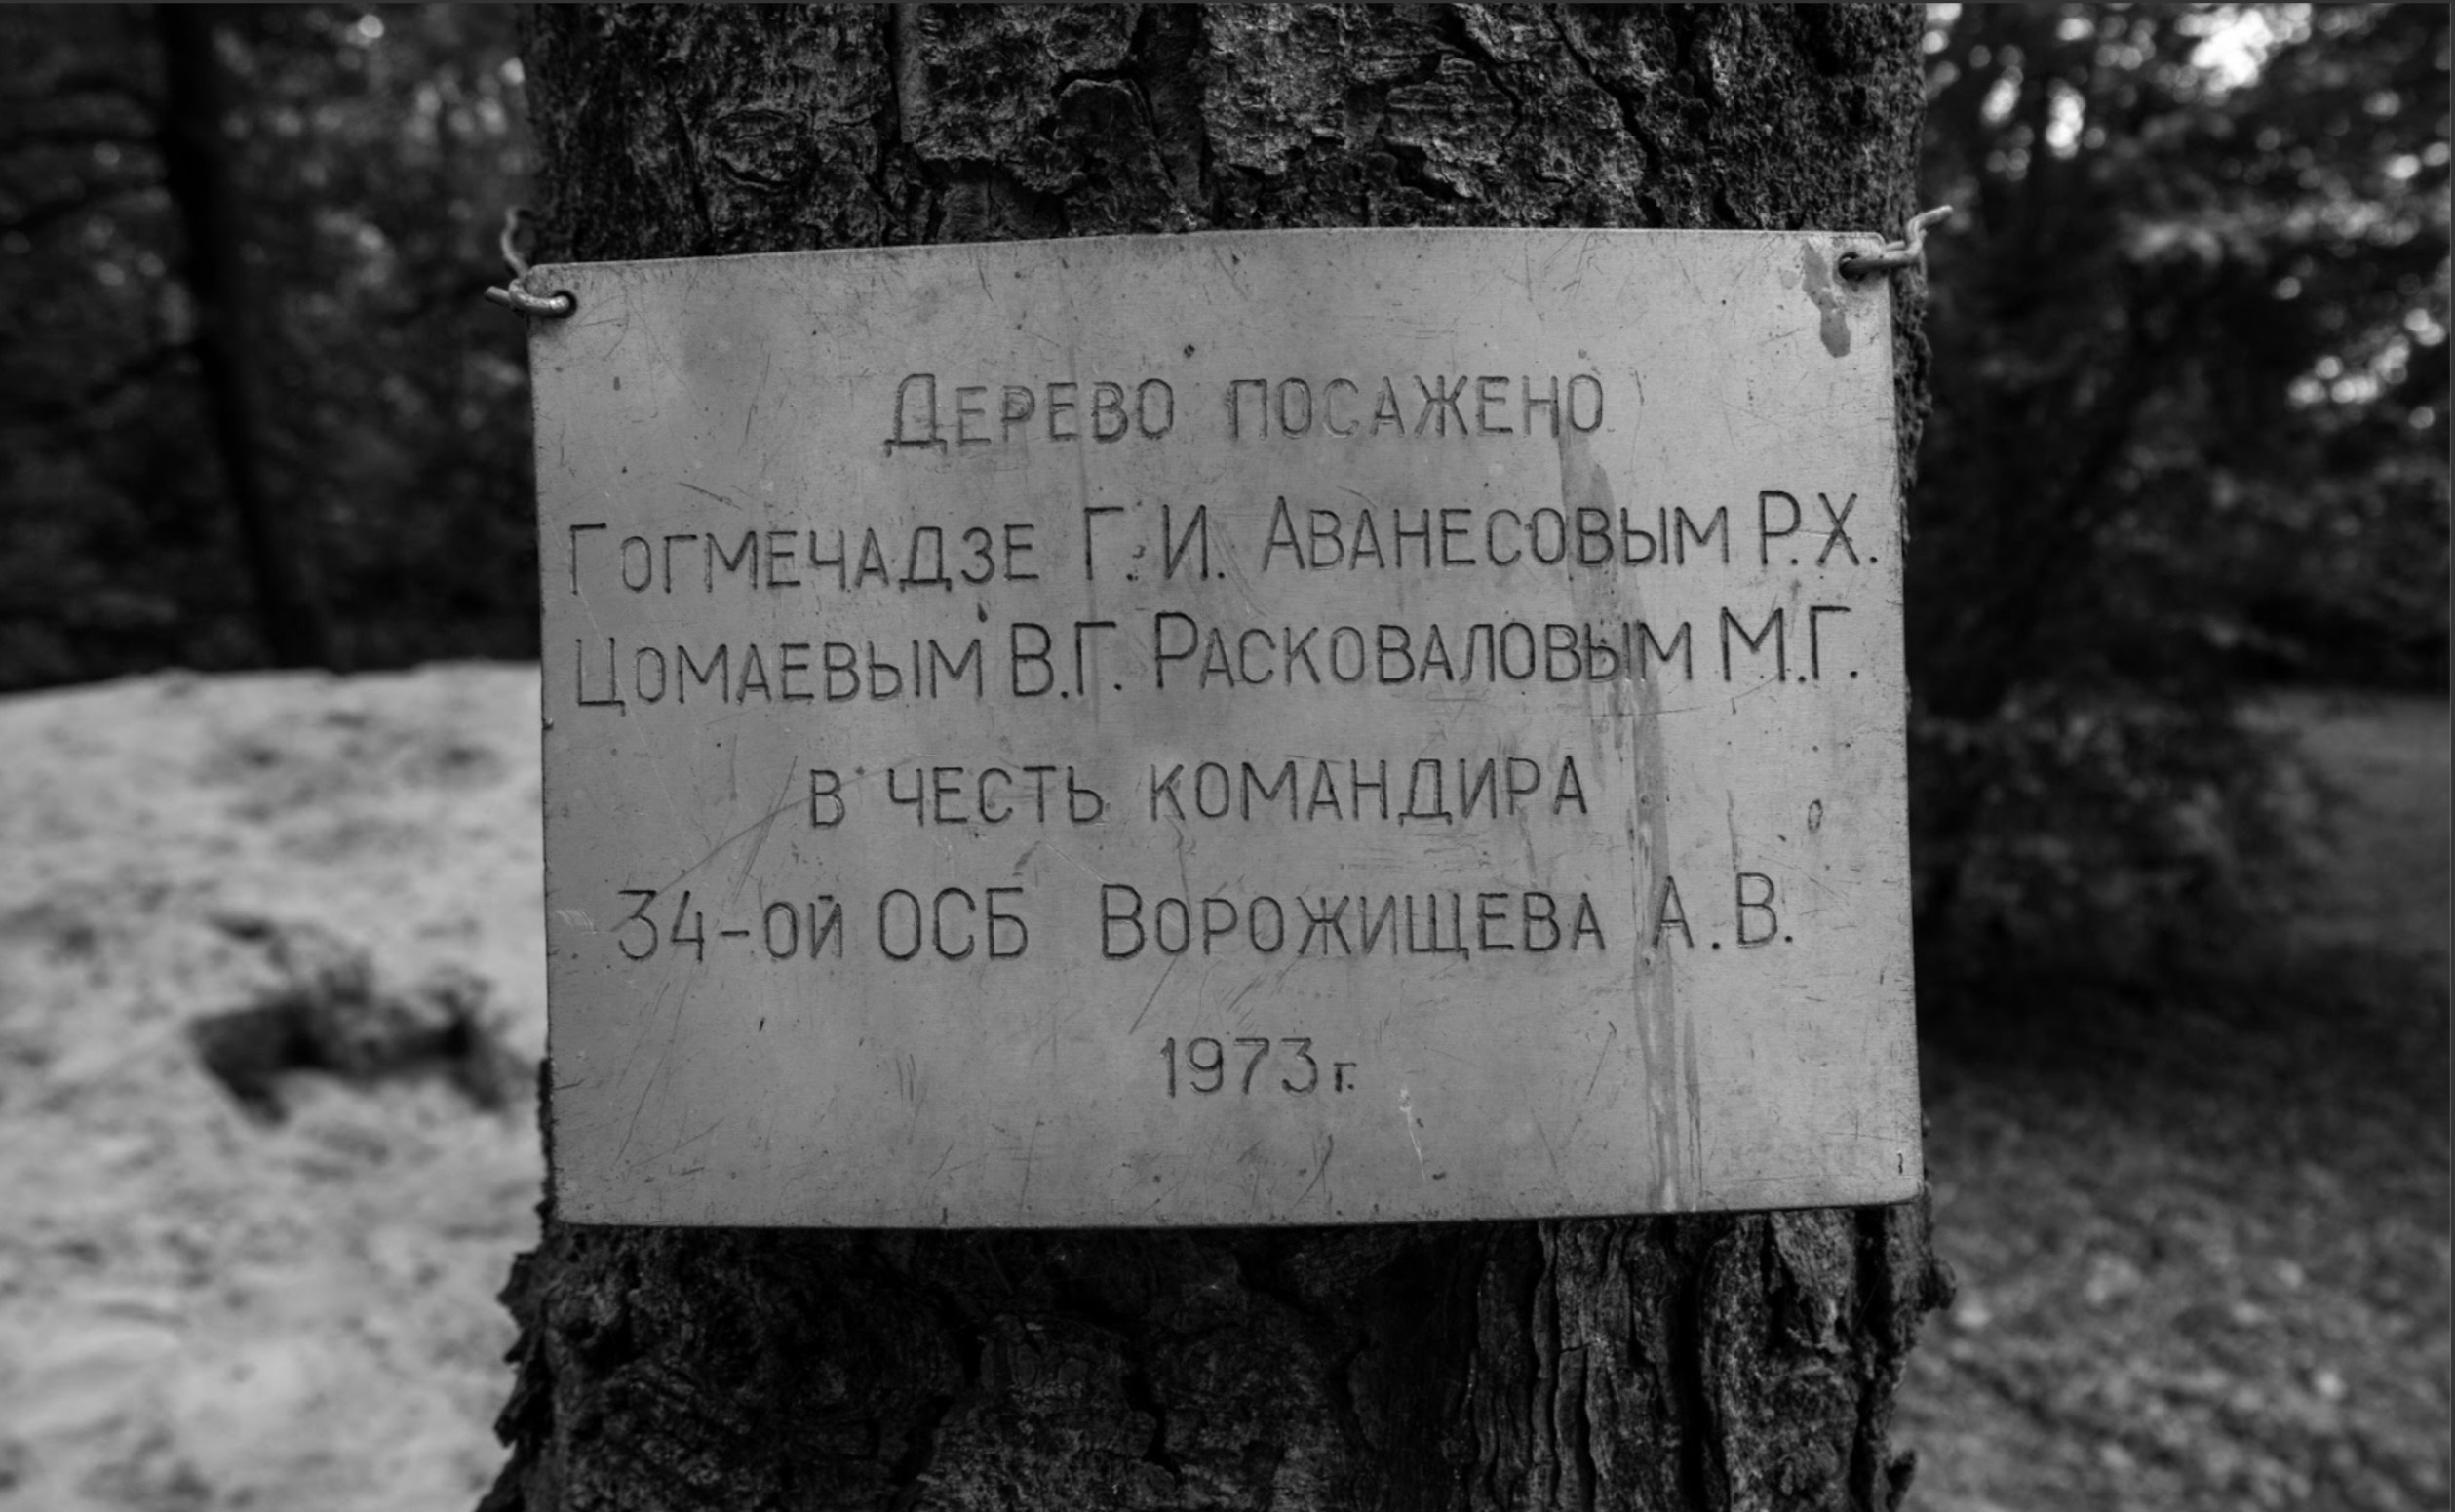 Дерево посажено
Гогмечадзе Г.И. Аванесовым Р.Х.
Цомаевым В.Г. Расковаловым М.Г.
в честь командира
34-ой ОСБ Ворожищева А.В.
1973г.